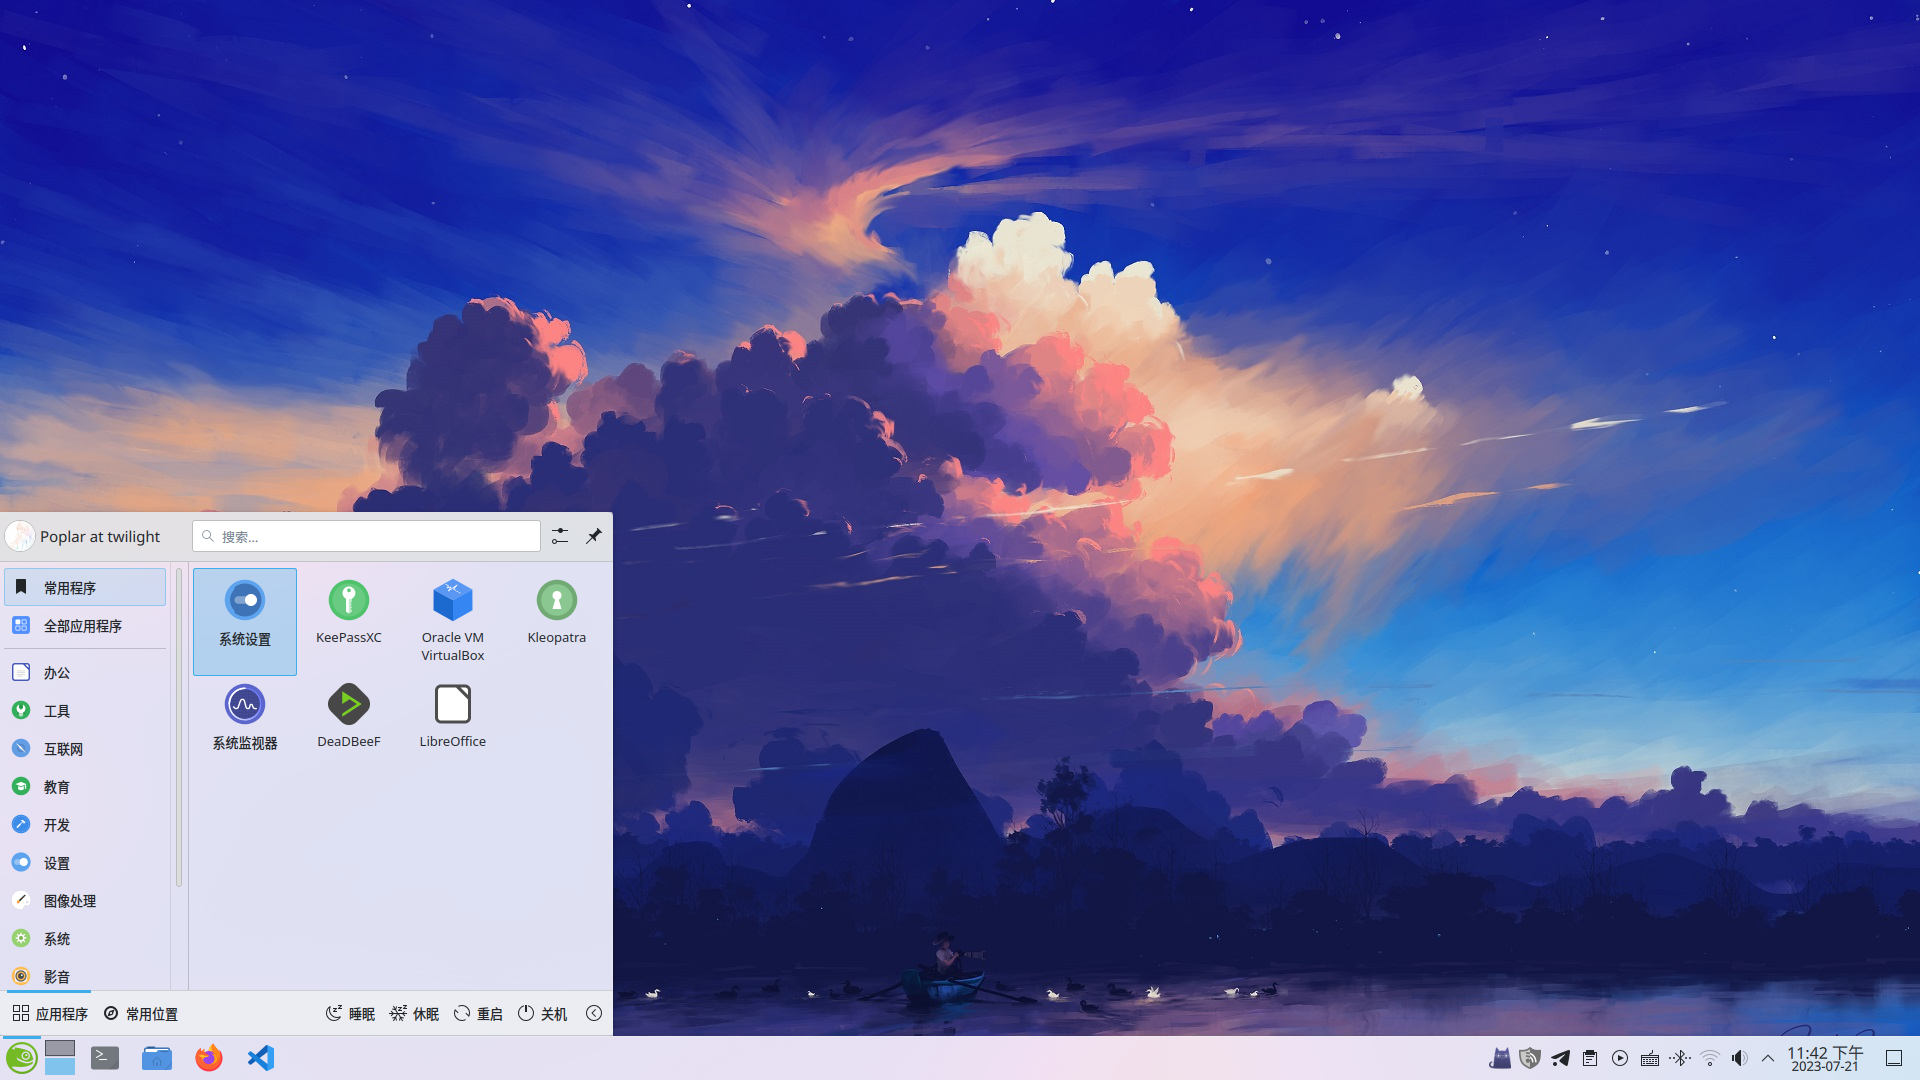 Poplar at twilight
搜索...
常用程序
全部应用程序
办公
工具
互联网
教育
开发
设置
图像处理
系统
影音
系统设置
KeePassXC
Oracle VM
VirtualBox
Kleopatra
系统监视器
DeaDBeeF
LibreOffice
应用程序
常用位置
睡眠
休眠
重启
关机
11:42 下午
2023-07-21